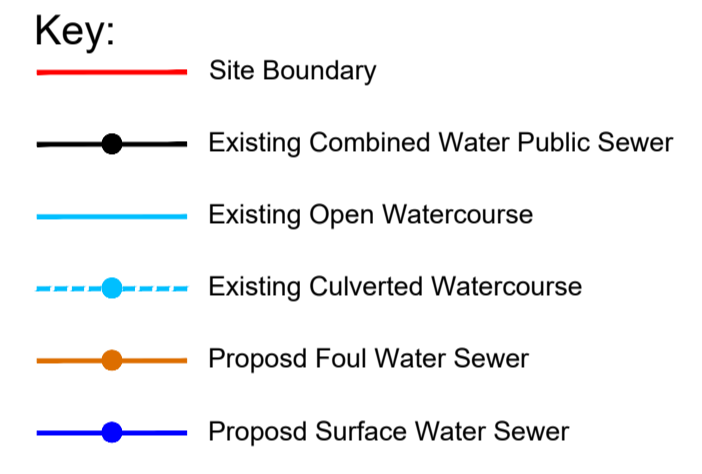 Key:
Site Boundary
Existing Combined Water Public Sewer
Existing Open Watercourse
Existing Culverted Watercourse
Proposd Foul Water Sewer
Proposd Surface Water Sewer